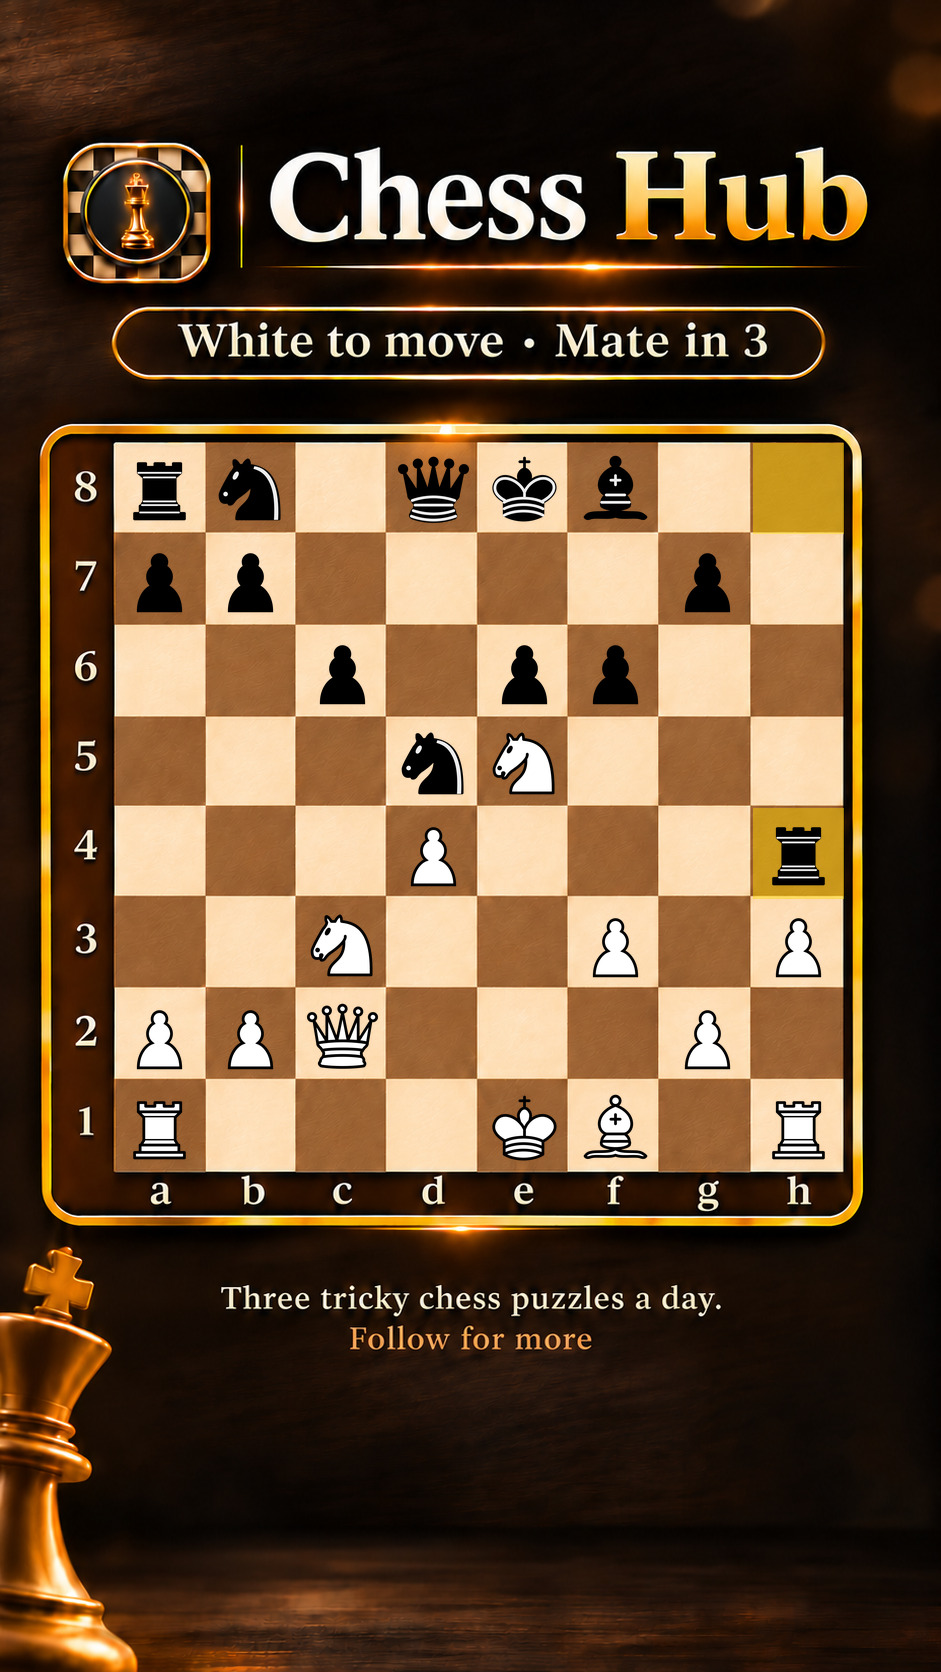 Chess Hub
White to move • Mate in 3
8
7
6
5
4
3
2
1
a b c d e f g h
Three tricky chess puzzles a day.
Follow for more